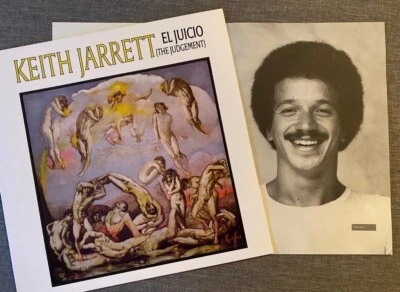 KEITH JARRETT
EL JUICIO
(THE JUDGEMENT)